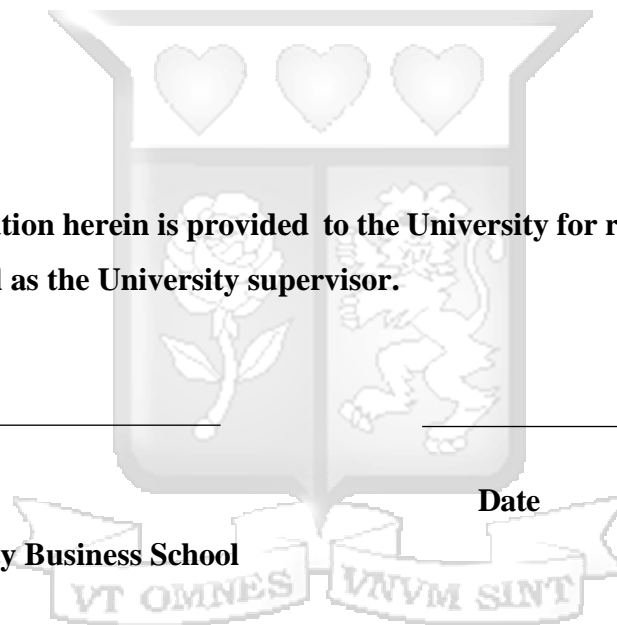 tion herein is provided to the University for r
as the University supervisor.
Date
y Business School
VT OMNES VNVM SINT